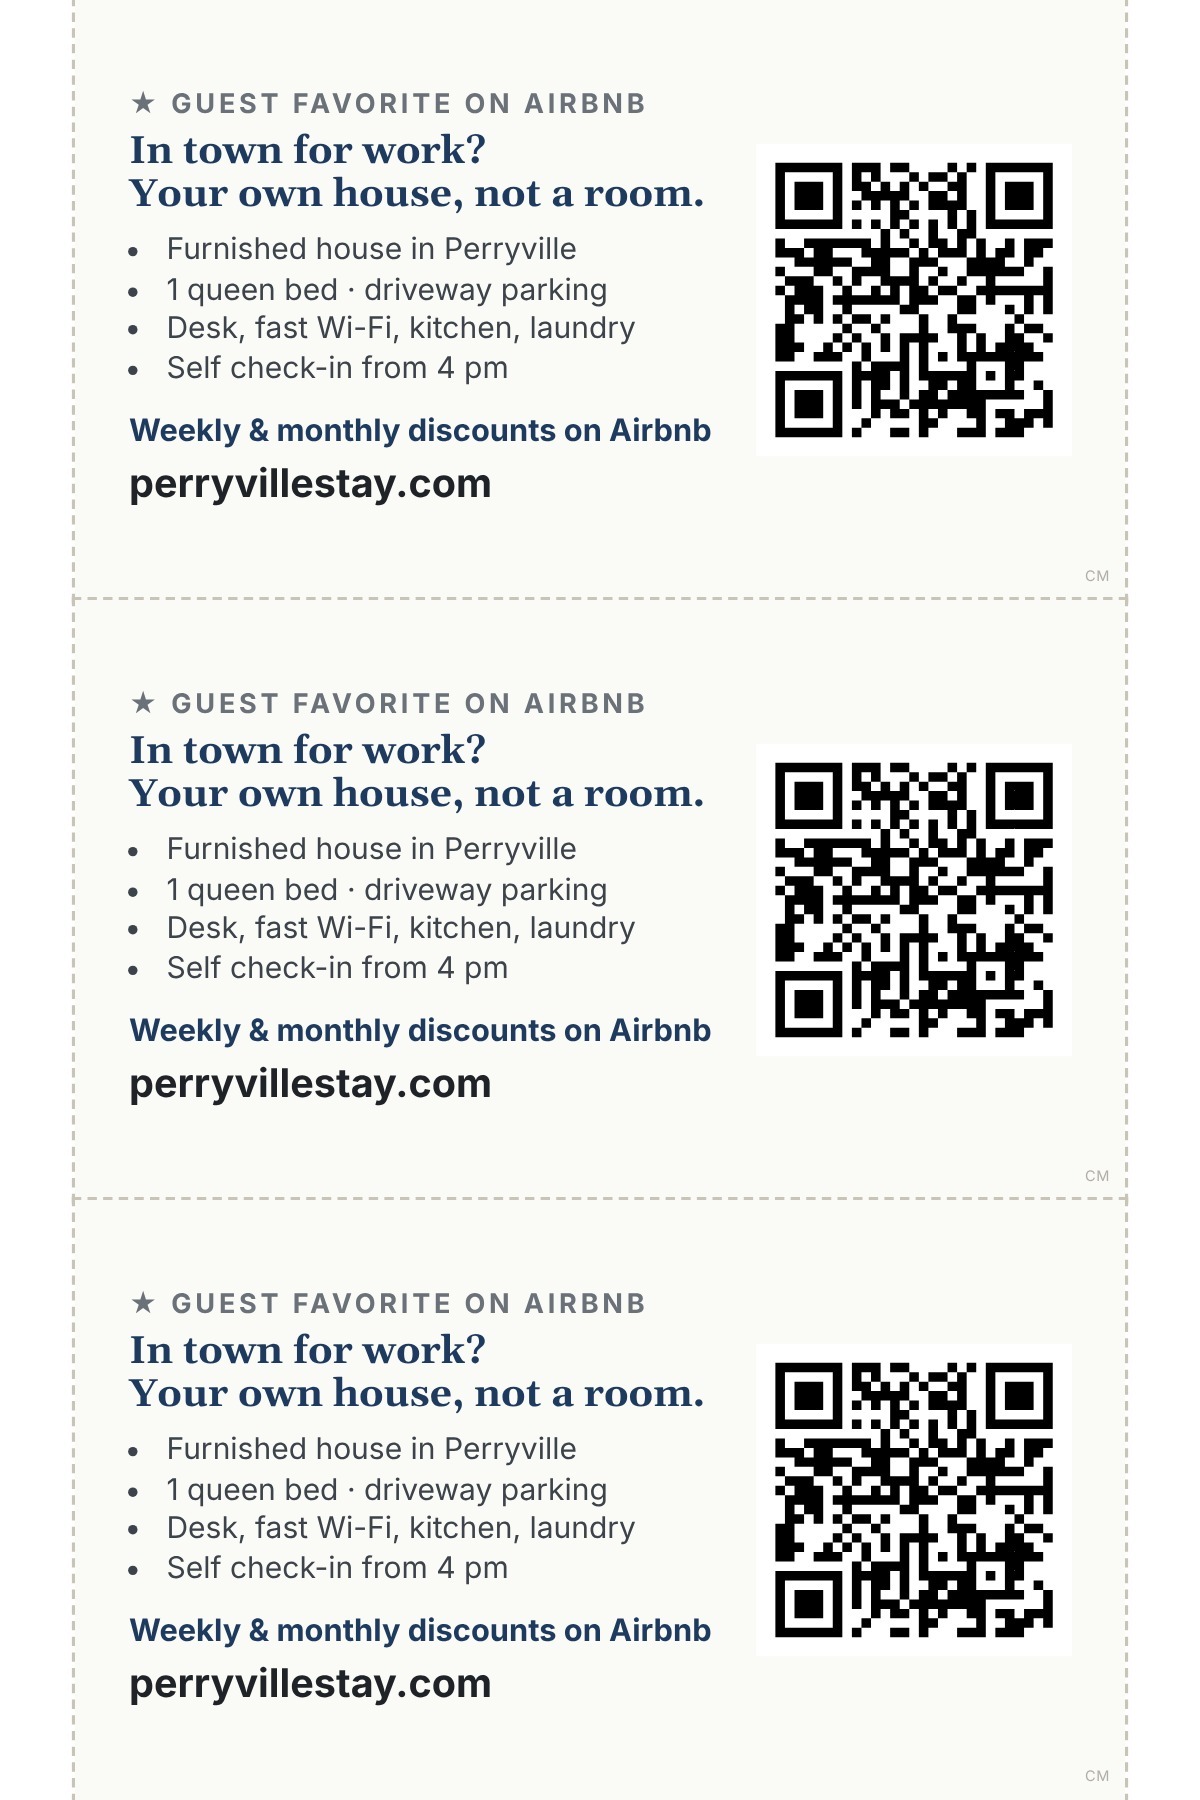 ★ GUEST FAVORITE ON AIRBNB
In town for work?
Your own house, not a room.
• Furnished house in Perryville
• 1 queen bed · driveway parking
• Desk, fast Wi-Fi, kitchen, laundry
• Self check-in from 4 pm
Weekly & monthly discounts on Airbnb
perryvillestay.com
CM
★ GUEST FAVORITE ON AIRBNB
In town for work?
Your own house, not a room.
• Furnished house in Perryville
• 1 queen bed · driveway parking
• Desk, fast Wi-Fi, kitchen, laundry
• Self check-in from 4 pm
Weekly & monthly discounts on Airbnb
perryvillestay.com
CM
★ GUEST FAVORITE ON AIRBNB
In town for work?
Your own house, not a room.
• Furnished house in Perryville
• 1 queen bed · driveway parking
• Desk, fast Wi-Fi, kitchen, laundry
• Self check-in from 4 pm
Weekly & monthly discounts on Airbnb
perryvillestay.com
CM